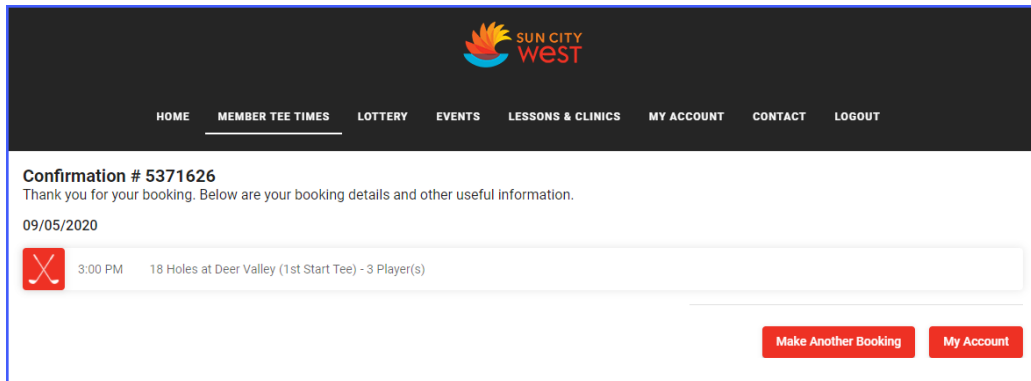 SUN CITY
WEST
HOME MEMBER TEE TIMES LOTTERY EVENTS LESSONS & CLINICS MY ACCOUNT CONTACT LOGOUT
Confirmation # 5371626
Thank you for your booking. Below are your booking details and other useful information.
09/05/2020
3:00 PM 18 Holes at Deer Valley (1st Start Tee) - 3 Player(s)
Make Another Booking My Account